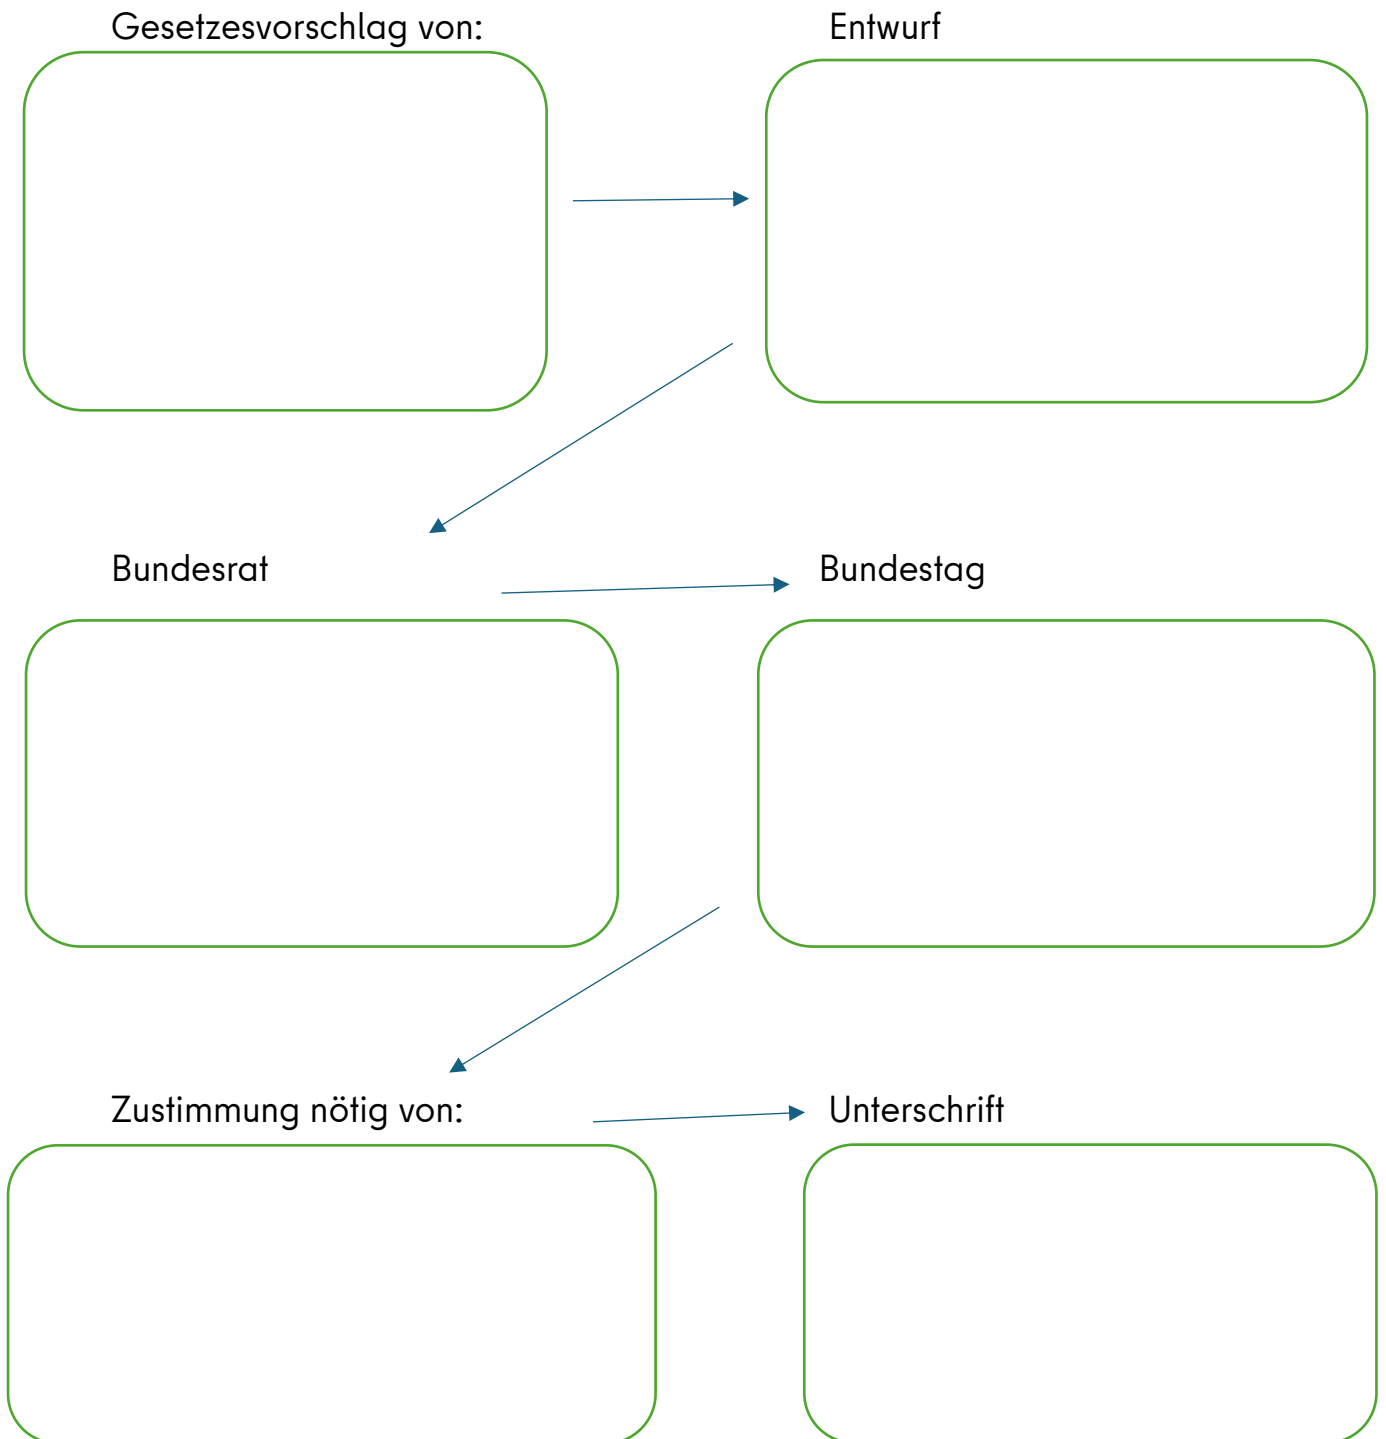 Gesetzesvorschlag von:
Entwurf
Bundesrat
Bundestag
Zustimmung nötig von:
Unterschrift